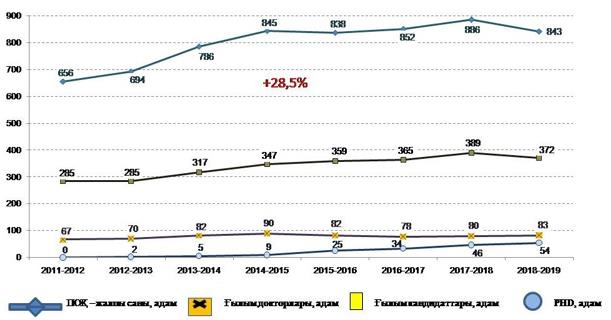 900
800
700
600
500
400
300
200
100
0
656 694 786 845 838 852 886 843
+28,5%
285 285 317 347 359 365 389 372
67 70 82 90 82 78 80 83
0 2 5 9 25 34 46 54
2011-2012 2012-2013 2013-2014 2014-2015 2015-2016 2016-2017 2017-2018 2018-2019
ПОҚ – жалпы саны, адам Ғылым докторлары, адам Ғылым кандидаттары, адам PHD, адам